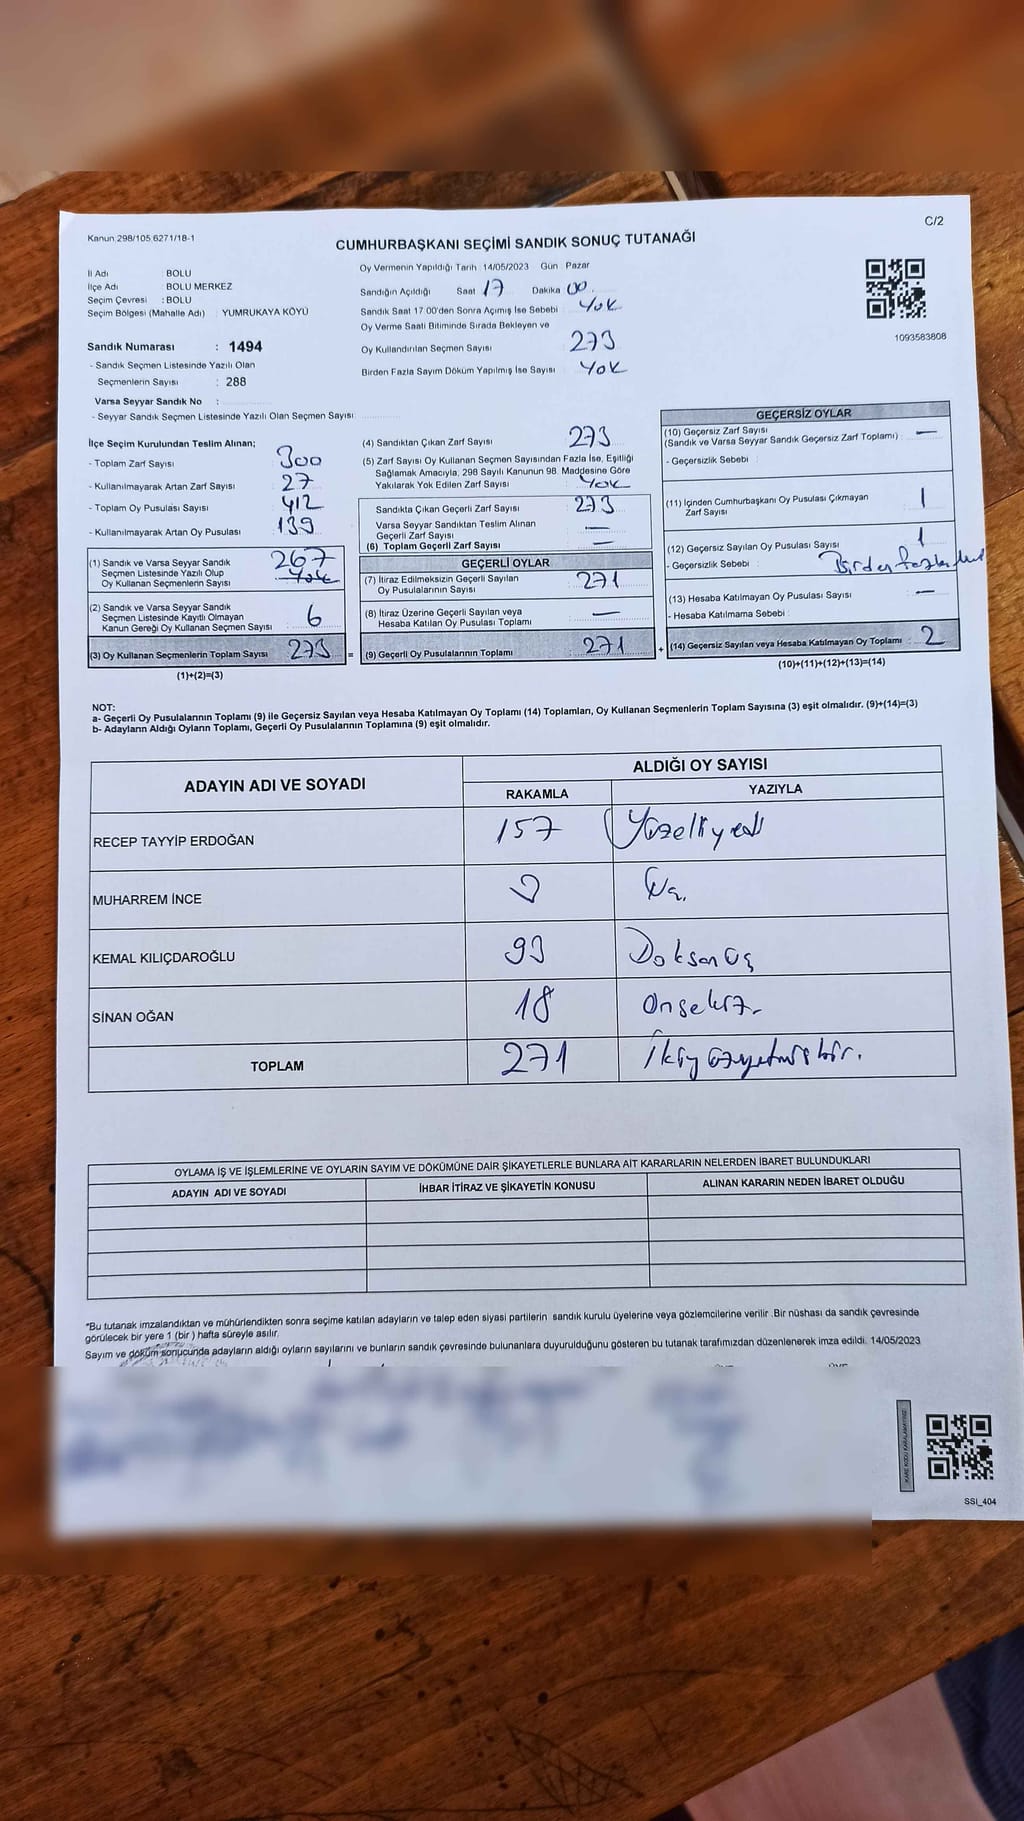 Kanun:298/105 6271/18-1
C/2
CUMHURBAŞKANI SEÇİMİ SANDIK SONUÇ TUTANAĞI
İl Adı : BOLU
İlçe Adı : BOLU MERKEZ
Seçim Çevresi : BOLU
Seçim Bölgesi (Mahalle Adı) : YUMRUKAYA KÖYÜ
Sandık Numarası : 1494
- Sandık Seçmen Listesinde Yazılı Olan
Seçmenlerin Sayısı : 288
Varsa Seyyar Sandık No :
- Seyyar Sandık Seçmen Listesinde Yazılı Olan Seçmen Sayısı
Oy Vermenin Yapıldığı Tarih : 14/05/2023 Gün : Pazar
Sandığın Açıldığı Saat 17 Dakika 00.
Sandık Saat 17:00'den Sonra Açımış İse Sebebi YOK
Oy Verme Saati Bitiminde Sırada Bekleyen ve
Oy Kullandırılan Seçmen Sayısı 273
Birden Fazla Sayım Döküm Yapılmış İse Sayısı YOK
1093583808
İlçe Seçim Kurulundan Teslim Alınan;
- Toplam Zarf Sayısı 300
- Kullanılmayarak Artan Zarf Sayısı 27
- Toplam Oy Pusulası Sayısı 412
- Kullanılmayarak Artan Oy Pusulası 139
(1) Sandık ve Varsa Seyyar Sandık
Seçmen Listesinde Yazılı Olup
Oy Kullanan Seçmenlerin Sayısı 267
(2) Sandık ve Varsa Seyyar Sandık
Seçmen Listesinde Kayıtlı Olmayan
Kanun Gereği Oy Kullanan Seçmen Sayısı 6
(3) Oy Kullanan Seçmenlerin Toplam Sayısı 273 =
(1)+(2)=(3)
(4) Sandıktan Çıkan Zarf Sayısı 273
(5) Zarf Sayısı Oy Kullanan Seçmen Sayısından Fazla İse, Eşitliği
Sağlamak Amacıyla; 298 Sayılı Kanunun 98. Maddesine Göre
Yakılarak Yok Edilen Zarf Sayısı YOK
Sandıkta Çıkan Geçerli Zarf Sayısı 273
Varsa Seyyar Sandıktan Teslim Alınan
Geçerli Zarf Sayısı —
(6) Toplam Geçerli Zarf Sayısı —
GEÇERLİ OYLAR
(7) İtiraz Edilmeksizin Geçerli Sayılan
Oy Pusulalarının Sayısı 271
(8) İtiraz Üzerine Geçerli Sayılan veya
Hesaba Katılan Oy Pusulası Toplamı —
(9) Geçerli Oy Pusulalarının Toplamı 271 +
GEÇERSİZ OYLAR
(10) Geçersiz Zarf Sayısı
(Sandık ve Varsa Seyyar Sandık Geçersiz Zarf Toplamı) : —
- Geçersizlik Sebebi :
(11) İçinden Cumhurbaşkanı Oy Pusulası Çıkmayan
Zarf Sayısı 1
(12) Geçersiz Sayılan Oy Pusulası Sayısı 1
- Geçersizlik Sebebi : Birden fazla
(13) Hesaba Katılmayan Oy Pusulası Sayısı —
- Hesaba Katılmama Sebebi :
(14) Geçersiz Sayılan veya Hesaba Katılmayan Oy Toplamı : 2
(10)+(11)+(12)+(13)=(14)
NOT:
a- Geçerli Oy Pusulalarının Toplamı (9) ile Geçersiz Sayılan veya Hesaba Katılmayan Oy Toplamı (14) Toplamları, Oy Kullanan Seçmenlerin Toplam Sayısına (3) eşit olmalıdır. (9)+(14)=(3)
b- Adayların Aldığı Oyların Toplamı, Geçerli Oy Pusulalarının Toplamına (9) eşit olmalıdır.
ADAYIN ADI VE SOYADI ALDIĞI OY SAYISI
RAKAMLA YAZIYLA
RECEP TAYYİP ERDOĞAN 157 Yüzelliyedi
MUHARREM İNCE
KEMAL KILIÇDAROĞLU 93 Doksanüç
SİNAN OĞAN 18 Onsekiz.
TOPLAM 271 İkiyüzyetmişbir.
OYLAMA İŞ VE İŞLEMLERİNE VE OYLARIN SAYIM VE DÖKÜMÜNE DAİR ŞİKAYETLERLE BUNLARA AİT KARARLARIN NELERDEN İBARET BULUNDUKLARI
ADAYIN ADI VE SOYADI İHBAR İTİRAZ VE ŞİKAYETİN KONUSU ALINAN KARARIN NEDEN İBARET OLDUĞU
*Bu tutanak imzalandıktan ve mühürlendikten sonra seçime katılan adayların ve talep eden siyasi partilerin sandık kurulu üyelerine veya gözlemcilerine verilir. Bir nüshası da sandık çevresinde
görülecek bir yere 1 (bir) hafta süreyle asılır.
Sayım ve döküm sonucunda adayların aldığı oyların sayılarını ve bunların sandık çevresinde bulunanlara duyurulduğunu gösteren bu tutanak tarafımızdan düzenlenerek imza edildi. 14/05/2023
SSI_404